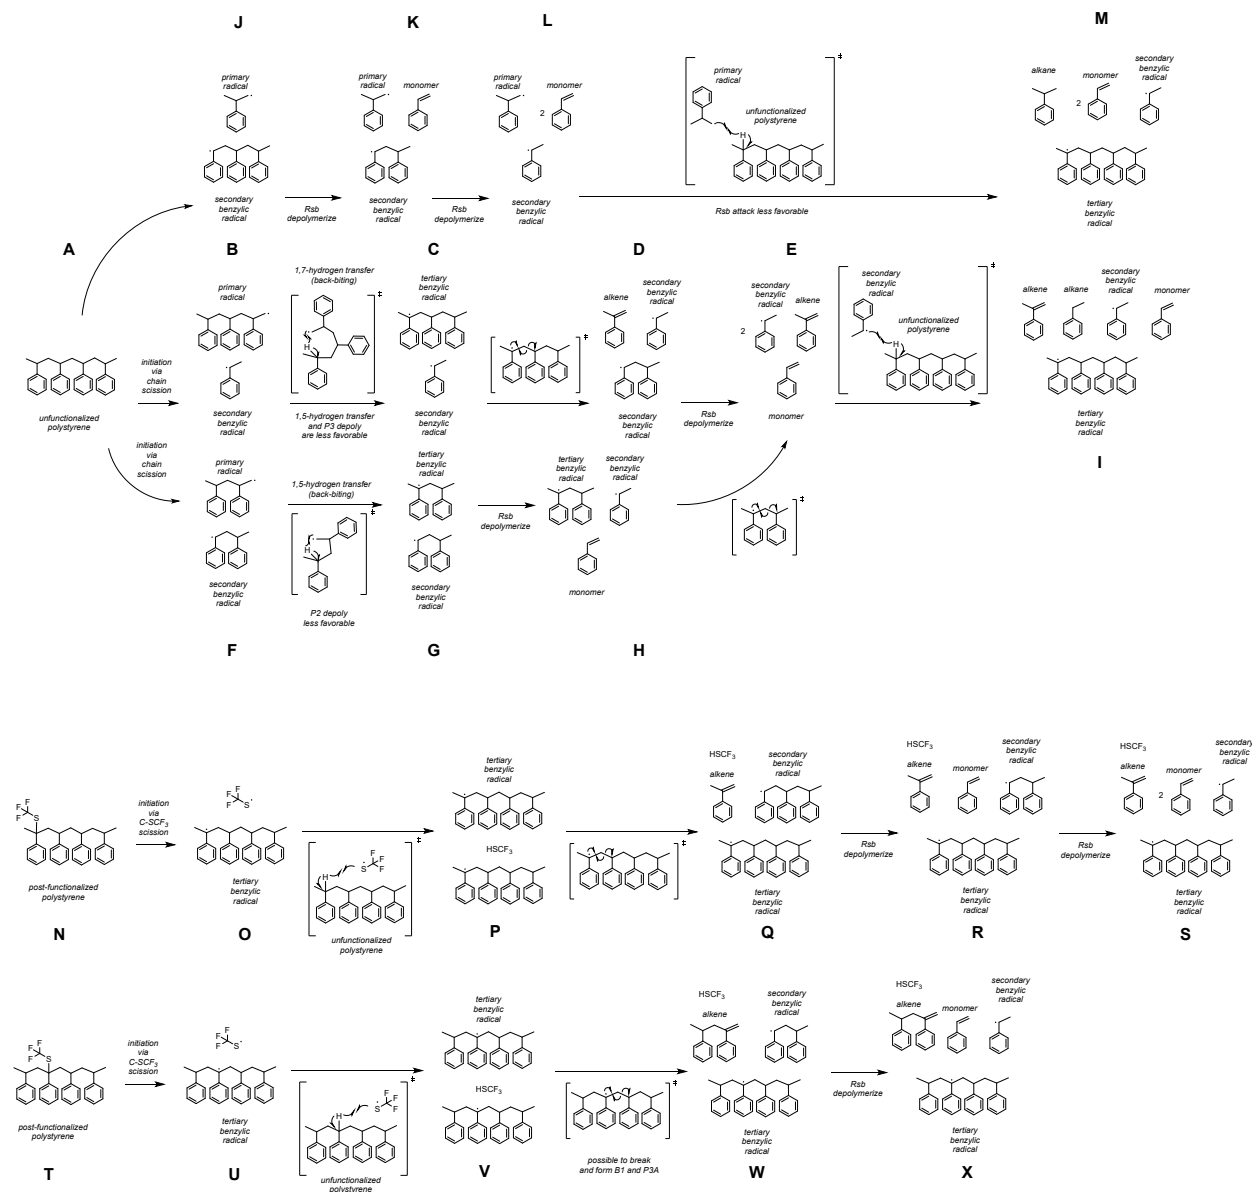 J
K
L
M
primary
radical
primary
radical
monomer
primary
radical
monomer
2
primary
radical
unfunctionalized
polystyrene
H
‡
alkane
monomer
2
secondary
benzylic
radical
secondary
benzylic
radical
Rsb
depolymerize
secondary
benzylic
radical
Rsb
depolymerize
secondary
benzylic
radical
Rsb attack less favorable
tertiary
benzylic
radical
A
B
C
D
E
primary
radical
1,7-hydrogen transfer
(back-biting)
H
‡
tertiary
benzylic
radical
‡
alkene
secondary
benzylic
radical
secondary
benzylic
radical
2
alkene
secondary
benzylic
radical
unfunctionalized
polystyrene
H
‡
alkene
alkane
secondary
benzylic
radical
monomer
unfunctionalized
polystyrene
initiation
via
chain
scission
secondary
benzylic
radical
1,5-hydrogen transfer
and P3 depoly
are less favorable
secondary
benzylic
radical
secondary
benzylic
radical
Rsb
depolymerize
monomer
tertiary
benzylic
radical
I
initiation
via
chain
scission
primary
radical
1,5-hydrogen transfer
(back-biting)
H
‡
tertiary
benzylic
radical
Rsb
depolymerize
tertiary
benzylic
radical
secondary
benzylic
radical
‡
secondary
benzylic
radical
P2 depoly
less favorable
secondary
benzylic
radical
monomer
F
G
H
F
F
F
S
initiation
via
C-SCF3
scission
F
F
F
S
H
S
F
F
F
‡
tertiary
benzylic
radical
HSCF3
‡
HSCF3
alkene
secondary
benzylic
radical
Rsb
depolymerize
HSCF3
alkene
monomer
secondary
benzylic
radical
Rsb
depolymerize
HSCF3
alkene
2
monomer
secondary
benzylic
radical
post-functionalized
polystyrene
tertiary
benzylic
radical
unfunctionalized
polystyrene
tertiary
benzylic
radical
tertiary
benzylic
radical
tertiary
benzylic
radical
N
O
P
Q
R
S
F
F
F
S
initiation
via
C-SCF3
scission
F
F
F
S
H
S
F
F
F
‡
tertiary
benzylic
radical
HSCF3
‡
HSCF3
alkene
secondary
benzylic
radical
Rsb
depolymerize
HSCF3
alkene
monomer
secondary
benzylic
radical
post-functionalized
polystyrene
tertiary
benzylic
radical
unfunctionalized
polystyrene
possible to break
and form B1 and P3A
tertiary
benzylic
radical
tertiary
benzylic
radical
T
U
V
W
X